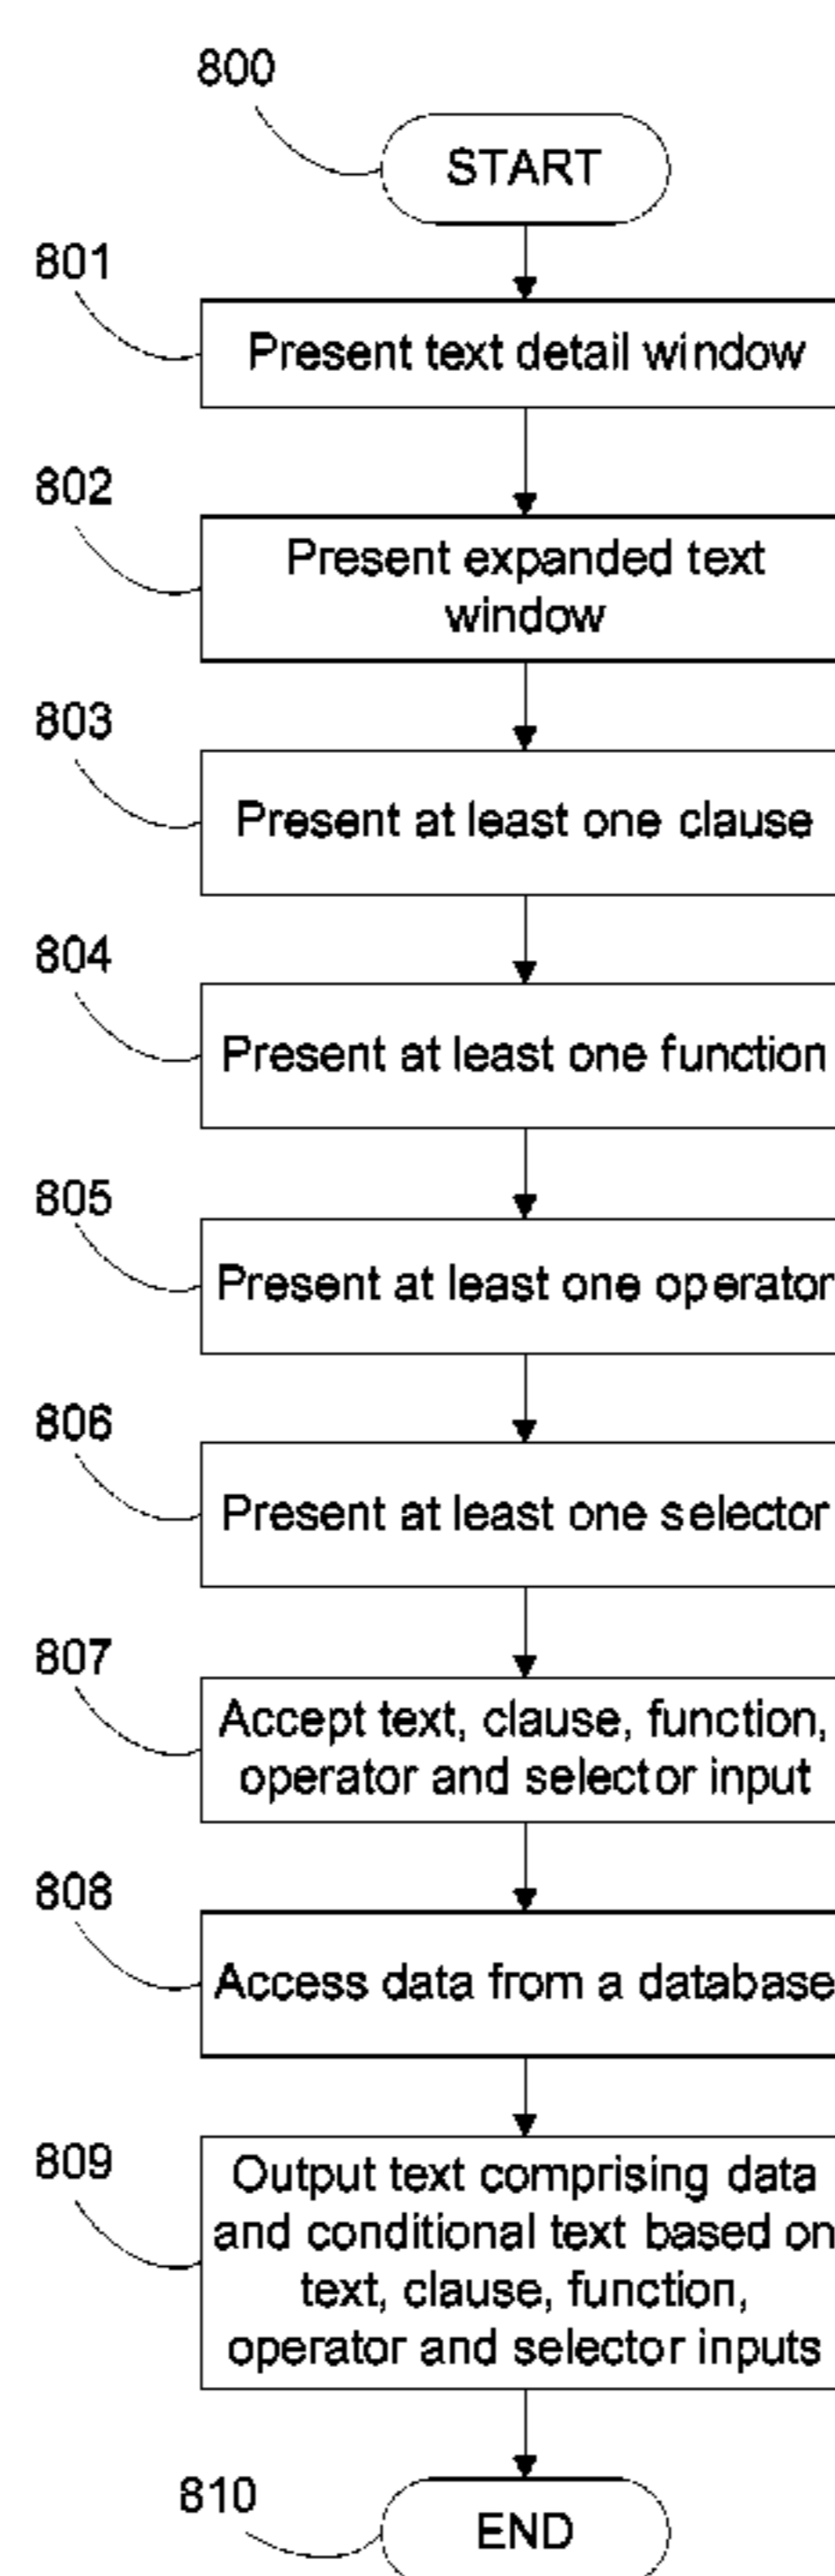 800
START
801
Present text detail window
802
Present expanded text
window
803
Present at least one clause
804
Present at least one function
805
Present at least one operator
806
Present at least one selector
807
Accept text, clause, function,
operator and selector input
808
Access data from a database
809
Output text comprising data
and conditional text based on
text, clause, function,
operator and selector inputs
810
END